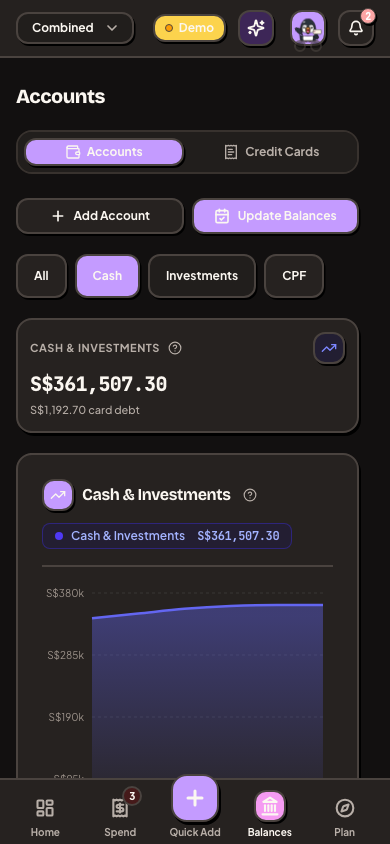 Combined
Demo
2
Accounts
Accounts
Credit Cards
Add Account
Update Balances
All
Cash
Investments
CPF
CASH & INVESTMENTS
S$361,507.30
S$1,192.70 card debt
Cash & Investments
Cash & Investments S$361,507.30
S$380k
S$285k
S$190k
3
Home
Spend
Quick Add
Balances
Plan